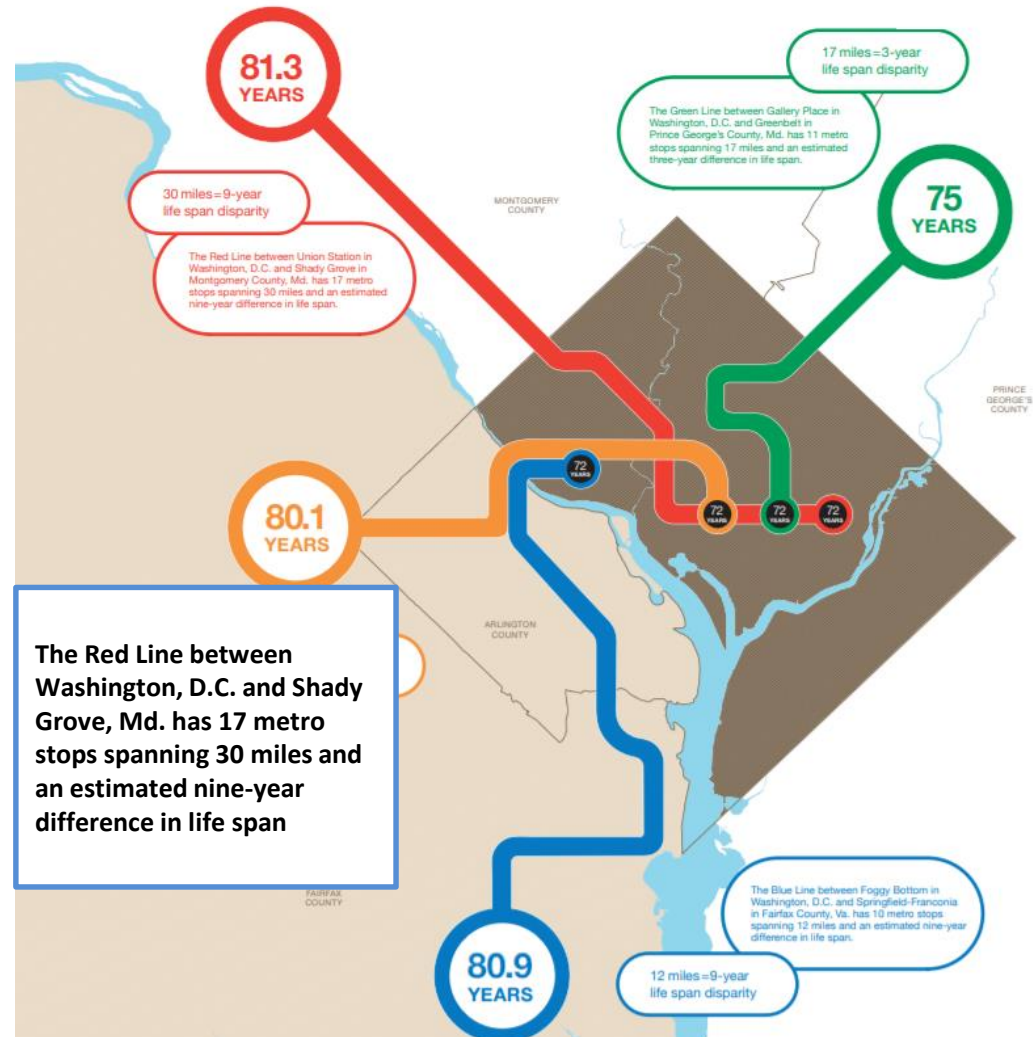 81.3
YEARS
17 miles=3-year
life span disparity
The Green Line between Gallery Place in
Washington, D.C. and Greenbelt in
Prince George's County, Md. has 11 metro
stops spanning 17 miles and an estimated
three-year difference in life span.
75
YEARS
30 miles=9-year
life span disparity
MONTGOMERY
COUNTY
The Red Line between Union Station in
Washington, D.C. and Shady Grove in
Montgomery County, Md. has 17 metro
stops spanning 30 miles and an estimated
nine-year difference in life span.
PRINCE
GEORGE'S
COUNTY
72
YEARS
80.1
YEARS
72
YEARS
72
YEARS
72
YEARS
ARLINGTON
COUNTY
The Red Line between
Washington, D.C. and Shady
Grove, Md. has 17 metro
stops spanning 30 miles and
an estimated nine-year
difference in life span
FAIRFAX
COUNTY
The Blue Line between Foggy Bottom in
Washington, D.C. and Springfield-Franconia
in Fairfax County, Va. has 10 metro stops
spanning 12 miles and an estimated nine-year
difference in life span.
80.9
YEARS
12 miles=9-year
life span disparity